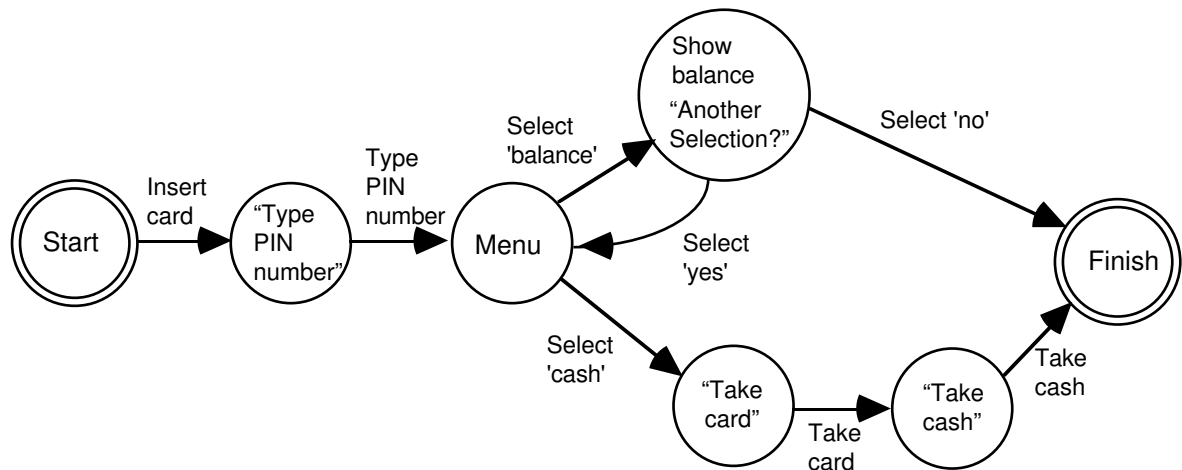 Start
Insert
card
“Type
PIN
number”
Type
PIN
number
Menu
Select
'balance'
Show
balance
“Another
Selection?”
Select 'no'
Select
'yes'
Select
'cash'
“Take
card”
Take
card
“Take
cash”
Take
cash
Finish